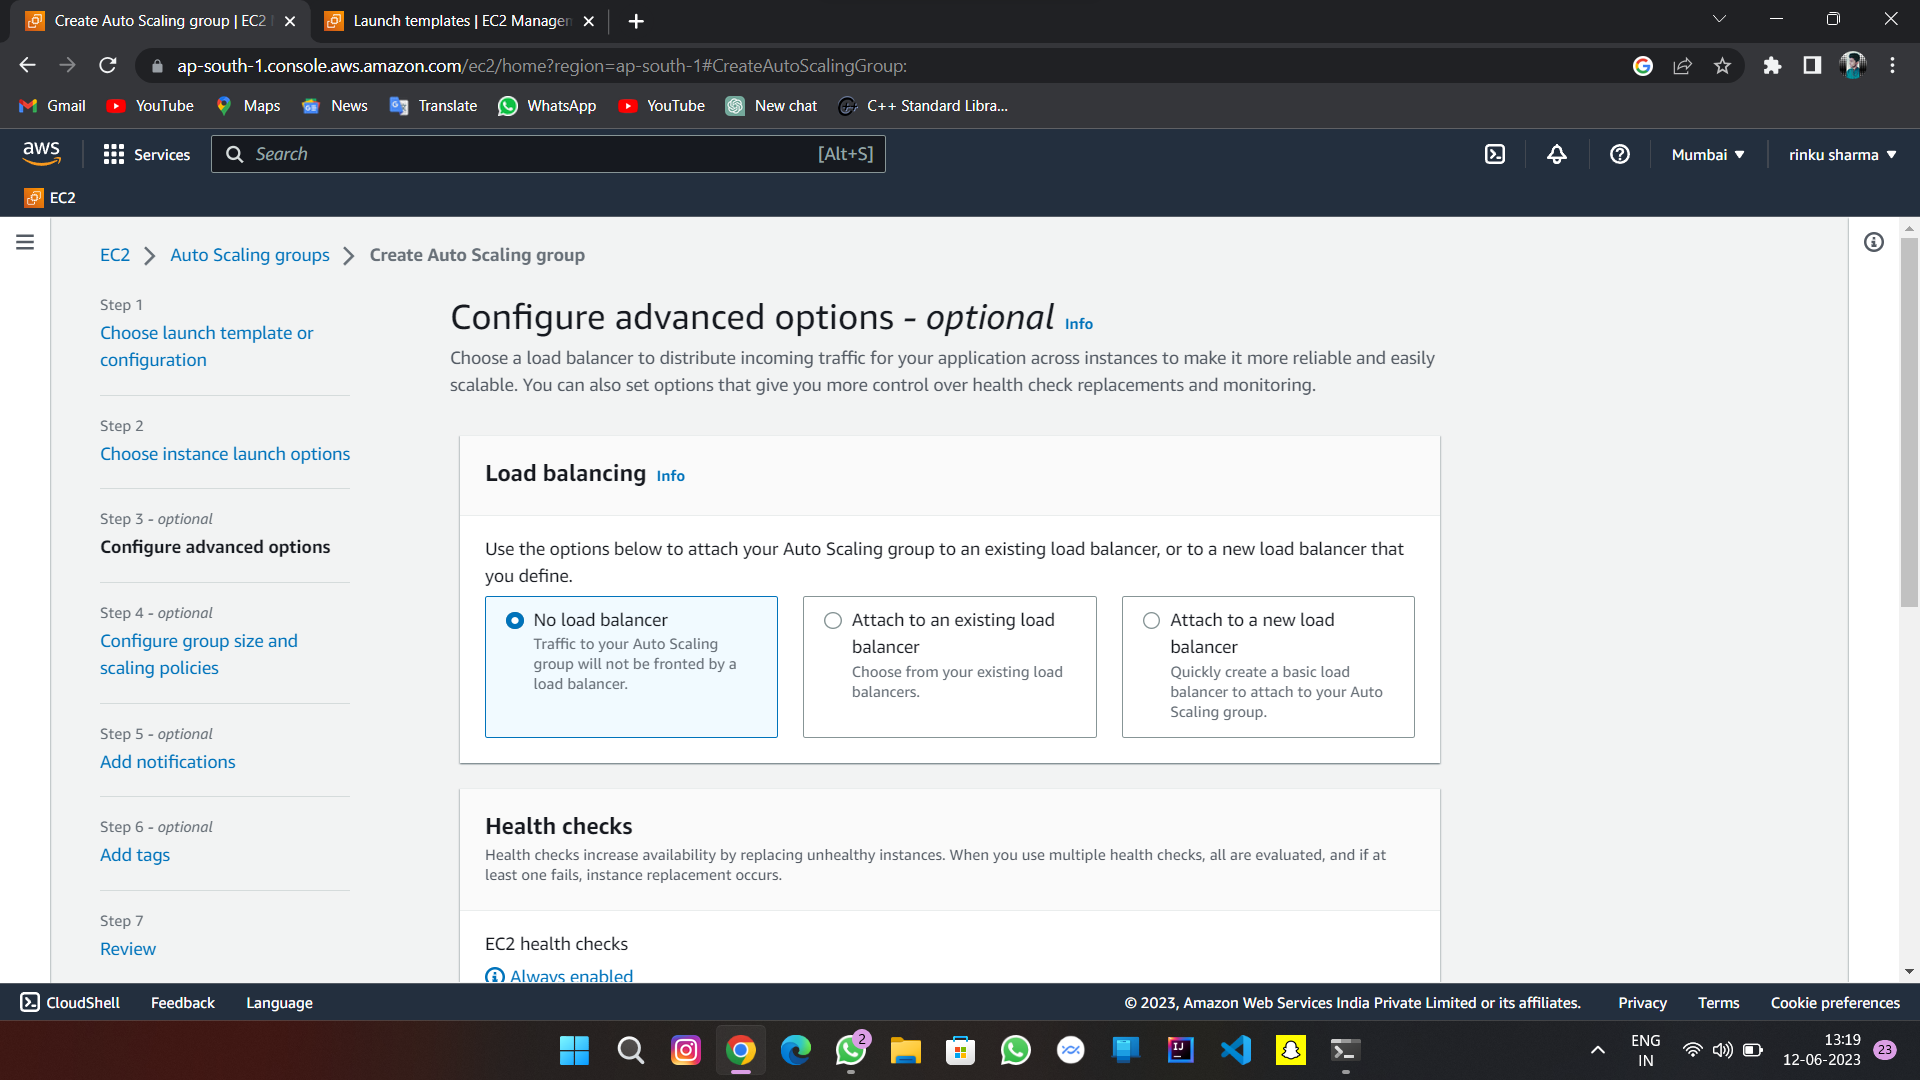 Create Auto Scaling group | EC2
Launch templates | EC2 Managem
ap-south-1.console.aws.amazon.com/ec2/home?region=ap-south-1#CreateAutoScalingGroup:
Gmail
YouTube
Maps
News
Translate
WhatsApp
YouTube
New chat
C++ Standard Libra...
aws
Services
Search
[Alt+S]
Mumbai
rinku sharma
EC2
EC2
Auto Scaling groups
Create Auto Scaling group
Step 1
Choose launch template or
configuration
Step 2
Choose instance launch options
Step 3 - optional
Configure advanced options
Step 4 - optional
Configure group size and
scaling policies
Step 5 - optional
Add notifications
Step 6 - optional
Add tags
Step 7
Review
Configure advanced options - optional Info
Choose a load balancer to distribute incoming traffic for your application across instances to make it more reliable and easily
scalable. You can also set options that give you more control over health check replacements and monitoring.
Load balancing Info
Use the options below to attach your Auto Scaling group to an existing load balancer, or to a new load balancer that
you define.
No load balancer
Traffic to your Auto Scaling
group will not be fronted by a
load balancer.
Attach to an existing load
balancer
Choose from your existing load
balancers.
Attach to a new load
balancer
Quickly create a basic load
balancer to attach to your Auto
Scaling group.
Health checks
Health checks increase availability by replacing unhealthy instances. When you use multiple health checks, all are evaluated, and if at
least one fails, instance replacement occurs.
EC2 health checks
Always enabled
CloudShell
Feedback
Language
© 2023, Amazon Web Services India Private Limited or its affiliates.
Privacy
Terms
Cookie preferences
2
IJ
ENG
IN
13:19
12-06-2023
23